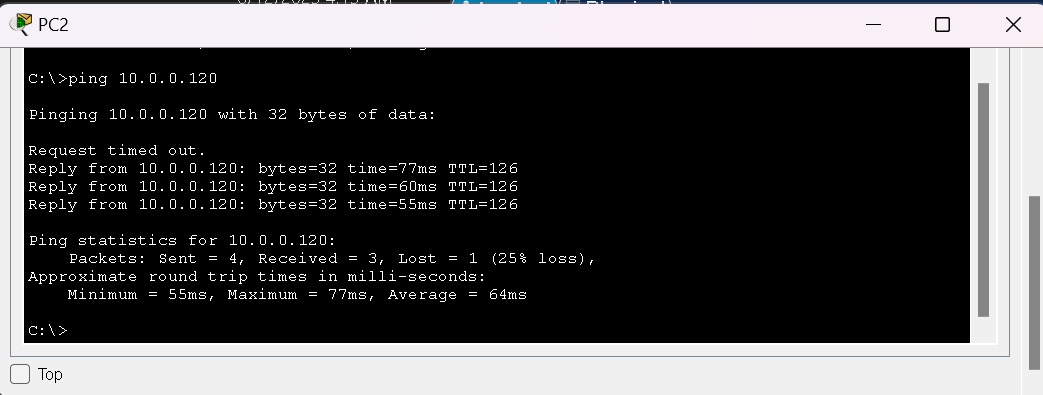 PC2
C:\>ping 10.0.0.120
Pinging 10.0.0.120 with 32 bytes of data:
Request timed out.
Reply from 10.0.0.120: bytes=32 time=77ms TTL=126
Reply from 10.0.0.120: bytes=32 time=60ms TTL=126
Reply from 10.0.0.120: bytes=32 time=55ms TTL=126
Ping statistics for 10.0.0.120:
Packets: Sent = 4, Received = 3, Lost = 1 (25% loss),
Approximate round trip times in milli-seconds:
Minimum = 55ms, Maximum = 77ms, Average = 64ms
C:\>
Top